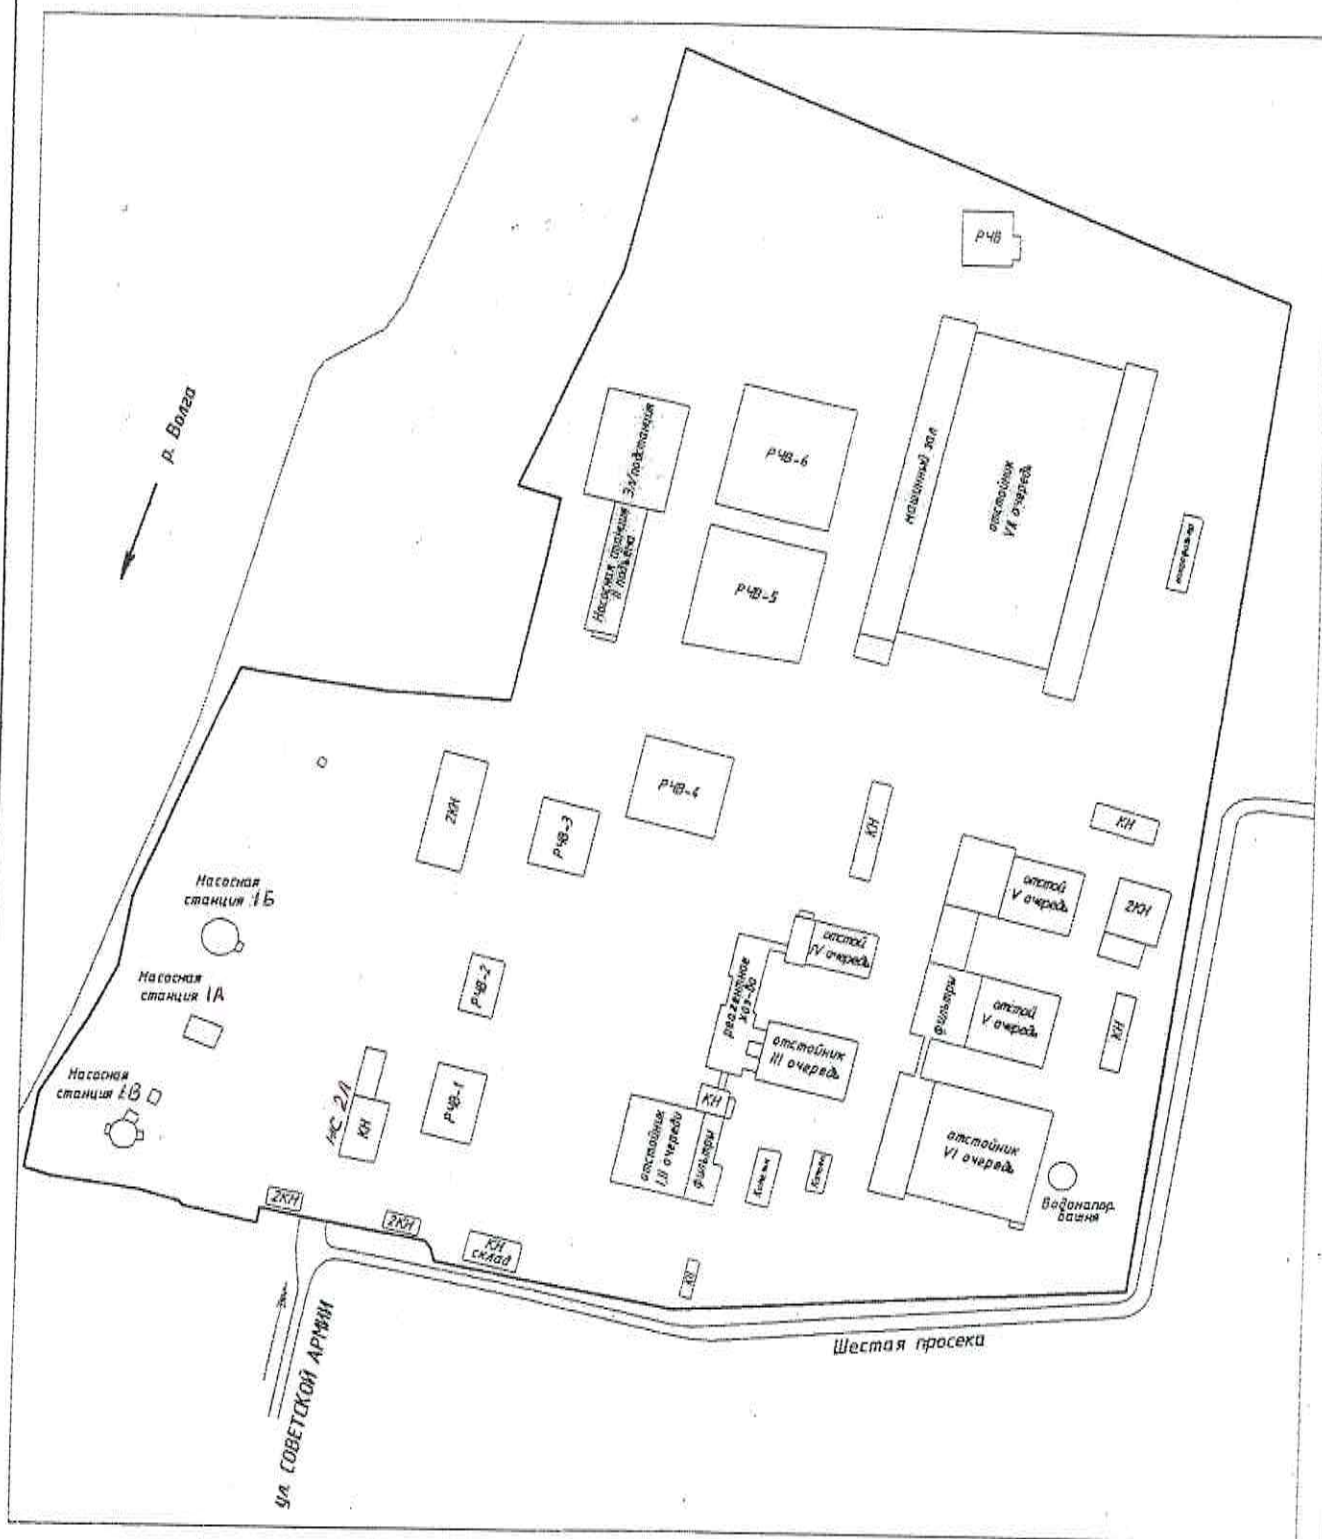 РЧВ
р. Волга
Эл/подстанция
РЧВ-6
машинный зал
отстойник
VII очередь
Насосная станция
II подъёма
РЧВ-5
2КН
РЧВ-3
РЧВ-4
КН
КН
Насосная
станция 1Б
отстой
V очередь
2КН
отстой
IV очередь
реагентное
хоз-во
Насосная
станция 1А
РЧВ-2
фильтры
отстой
V очередь
КН
отстойник
III очередь
Насосная
станция 1В
НС 2А
КН
РЧВ-1
КН
отстойник
I,II очереди
фильтры
отстойник
VI очередь
Водонапор.
башня
2КН
2КН
КН
склад
КН
Шестая просека
ул. СОВЕТСКОЙ АРМИИ